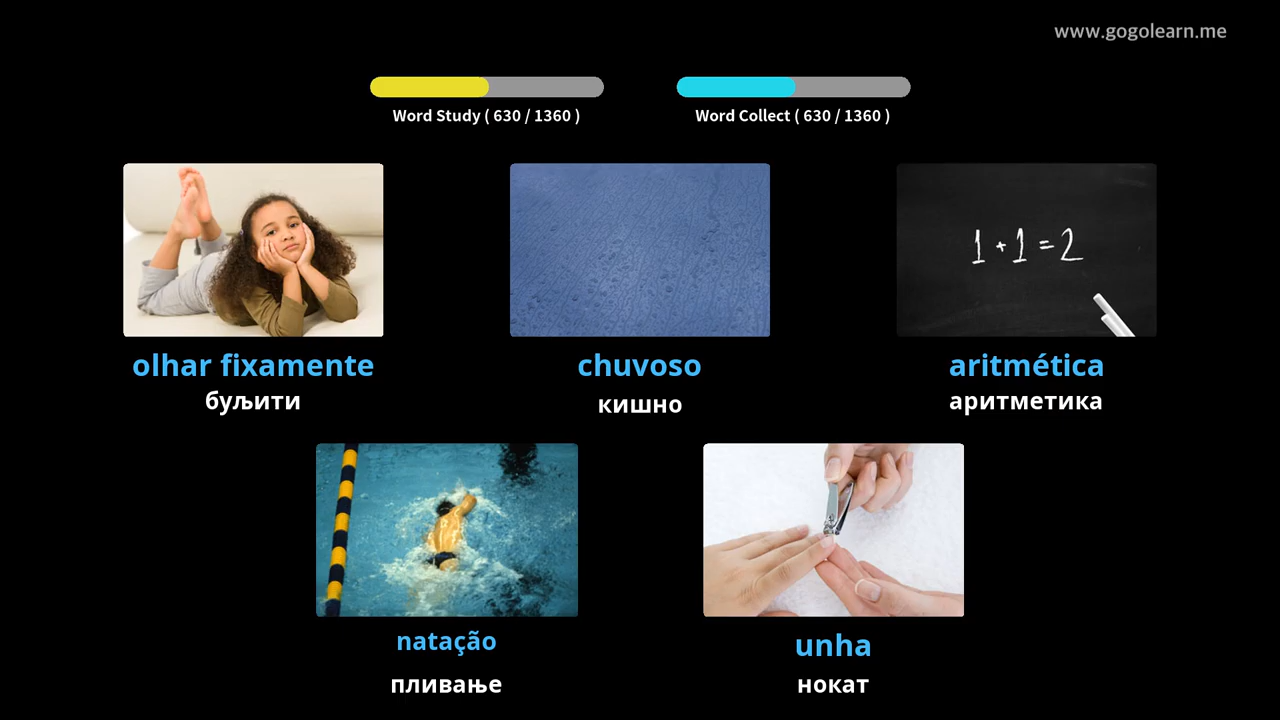 www.gogolearn.me
Word Study ( 630 / 1360 )
Word Collect ( 630 / 1360 )
1 + 1 = 2
olhar fixamente
буљити
chuvoso
кишно
aritmética
аритметика
natação
пливање
unha
нокат